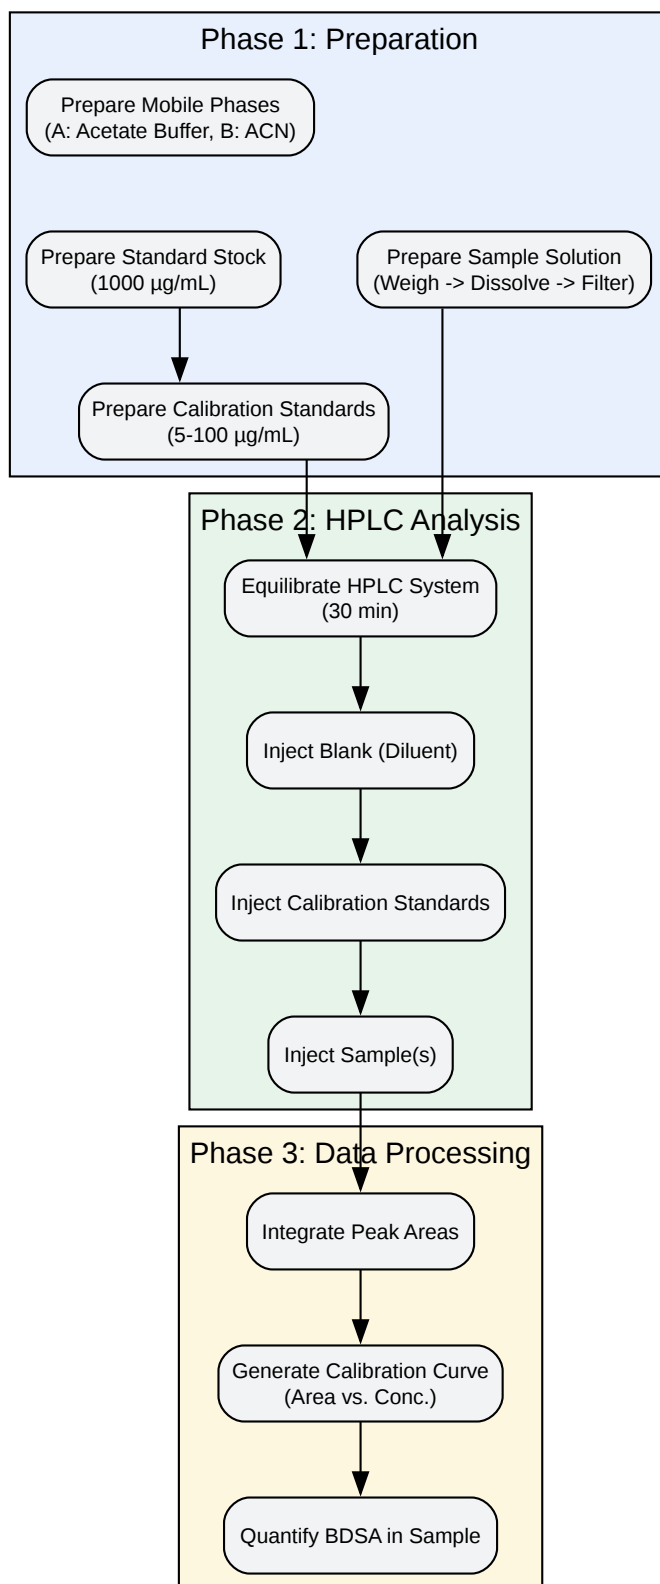 Phase 1: Preparation
Prepare Mobile Phases
(A: Acetate Buffer, B: ACN)
Prepare Standard Stock
(1000 µg/mL)
Prepare Sample Solution
(Weigh -> Dissolve -> Filter)
Prepare Calibration Standards
(5-100 µg/mL)
Phase 2: HPLC Analysis
Equilibrate HPLC System
(30 min)
Inject Blank (Diluent)
Inject Calibration Standards
Inject Sample(s)
Phase 3: Data Processing
Integrate Peak Areas
Generate Calibration Curve
(Area vs. Conc.)
Quantify BDSA in Sample